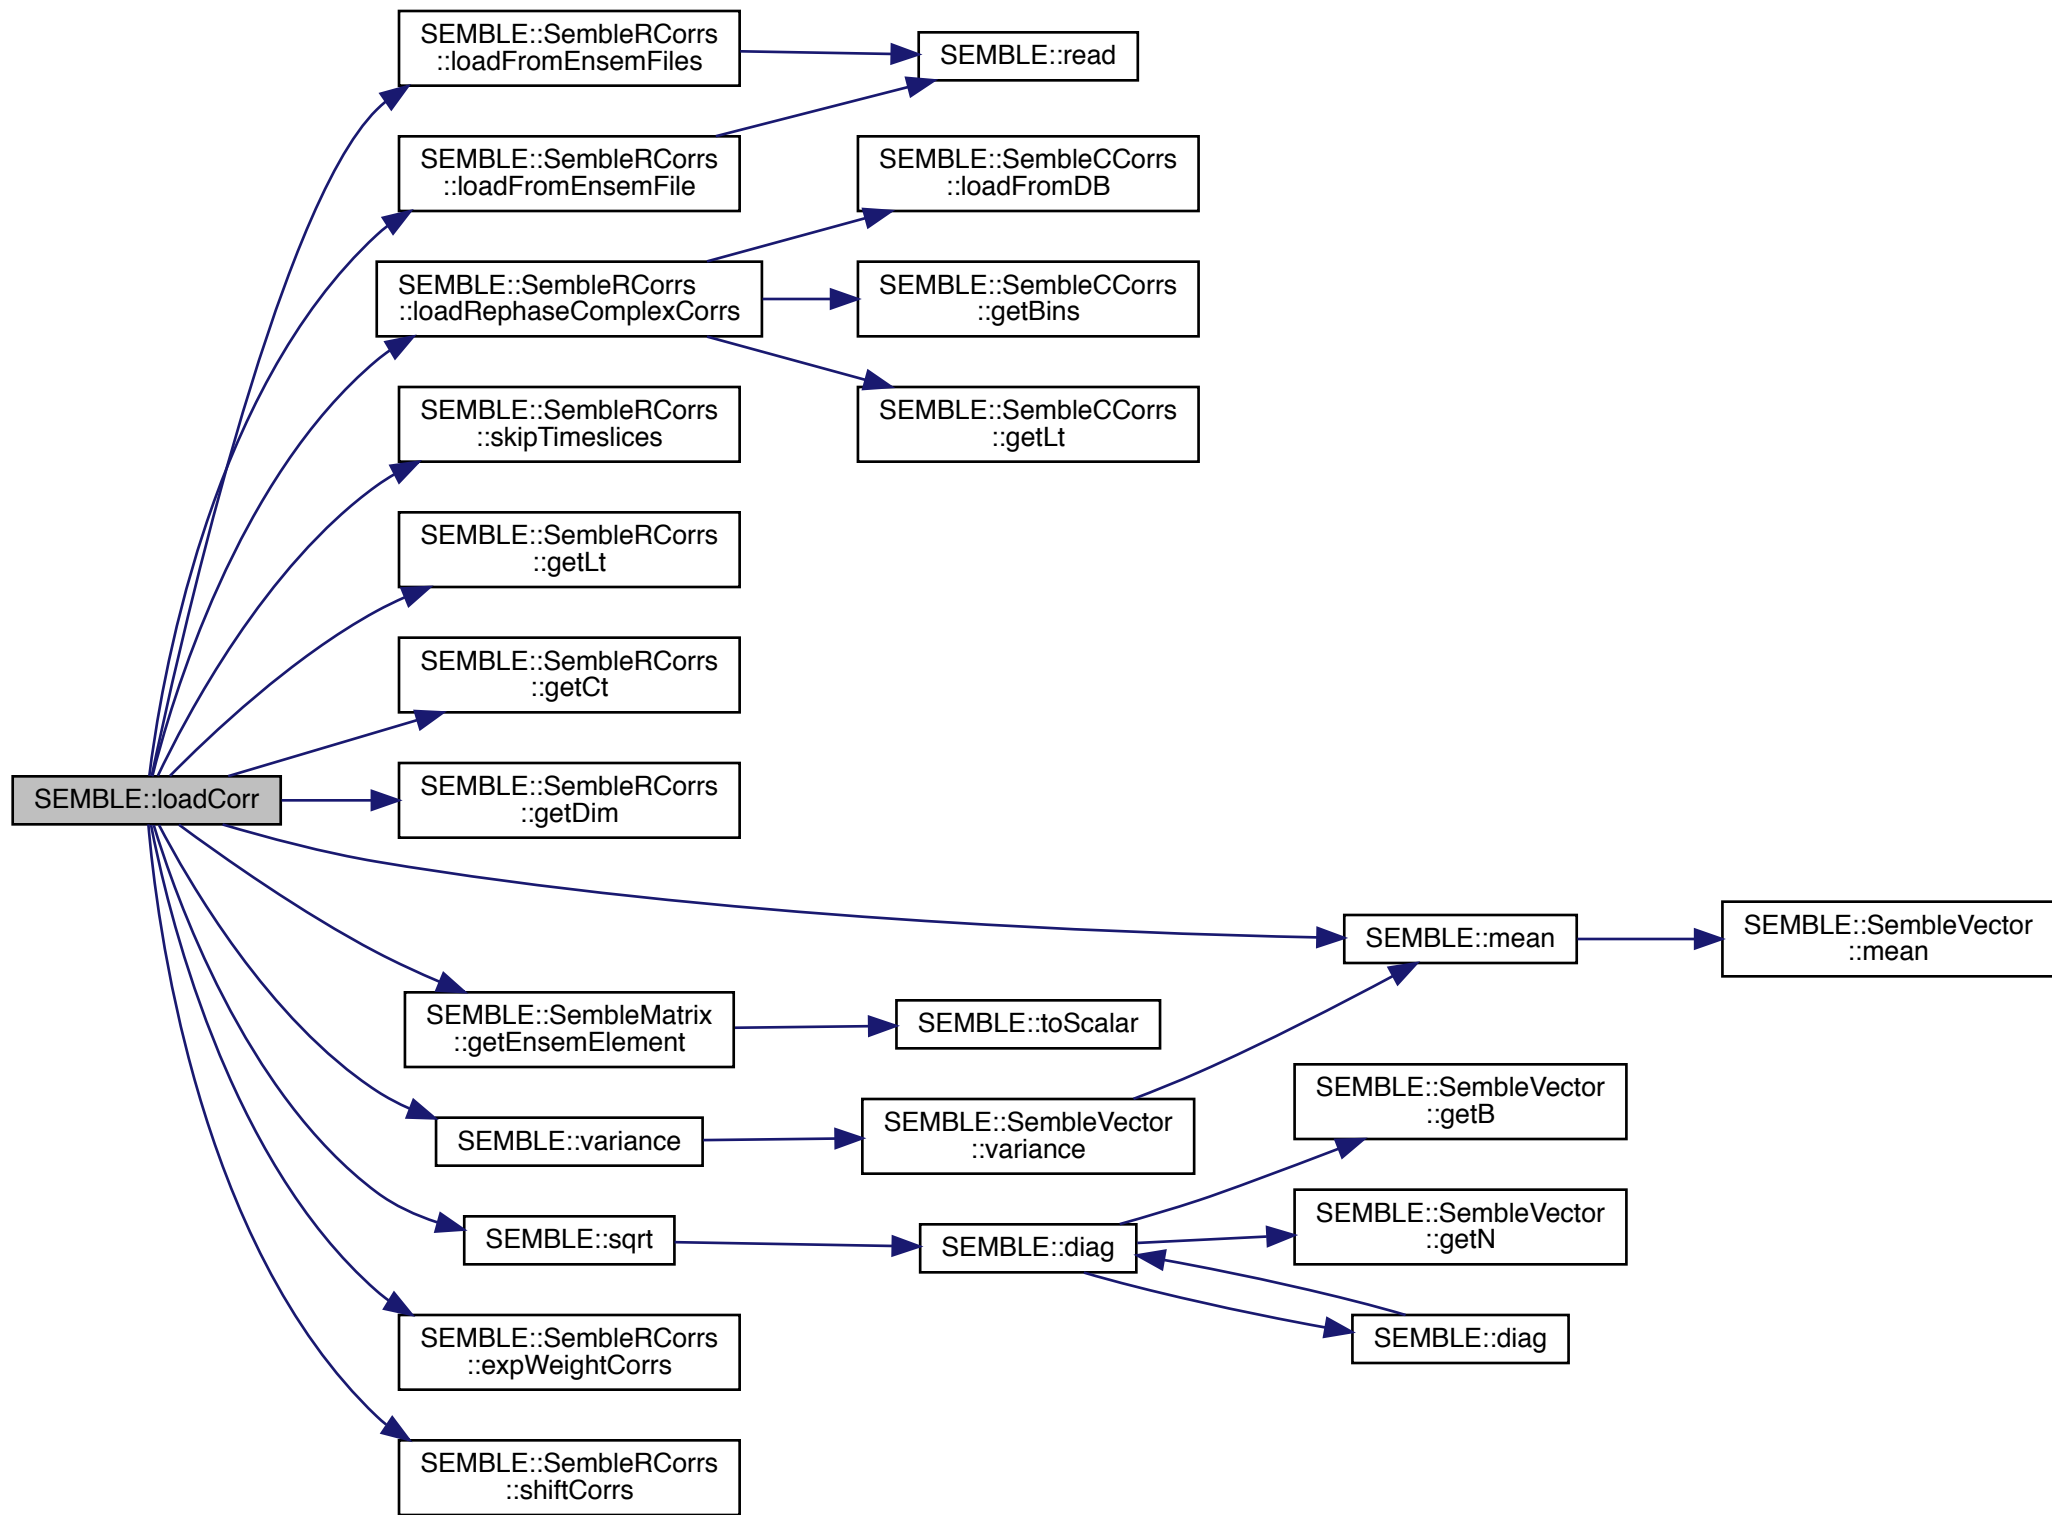 SEMBLE::loadCorr
SEMBLE::SembleRCorrs
::loadFromEnsemFiles
SEMBLE::read
SEMBLE::SembleRCorrs
::loadFromEnsemFile
SEMBLE::SembleRCorrs
::loadRephaseComplexCorrs
SEMBLE::SembleCCorrs
::loadFromDB
SEMBLE::SembleCCorrs
::getBins
SEMBLE::SembleCCorrs
::getLt
SEMBLE::SembleRCorrs
::skipTimeslices
SEMBLE::SembleRCorrs
::getLt
SEMBLE::SembleRCorrs
::getCt
SEMBLE::SembleRCorrs
::getDim
SEMBLE::mean
SEMBLE::SembleVector
::mean
SEMBLE::SembleMatrix
::getEnsemElement
SEMBLE::toScalar
SEMBLE::variance
SEMBLE::SembleVector
::variance
SEMBLE::sqrt
SEMBLE::diag
SEMBLE::SembleVector
::getB
SEMBLE::SembleVector
::getN
SEMBLE::diag
SEMBLE::SembleRCorrs
::expWeightCorrs
SEMBLE::SembleRCorrs
::shiftCorrs